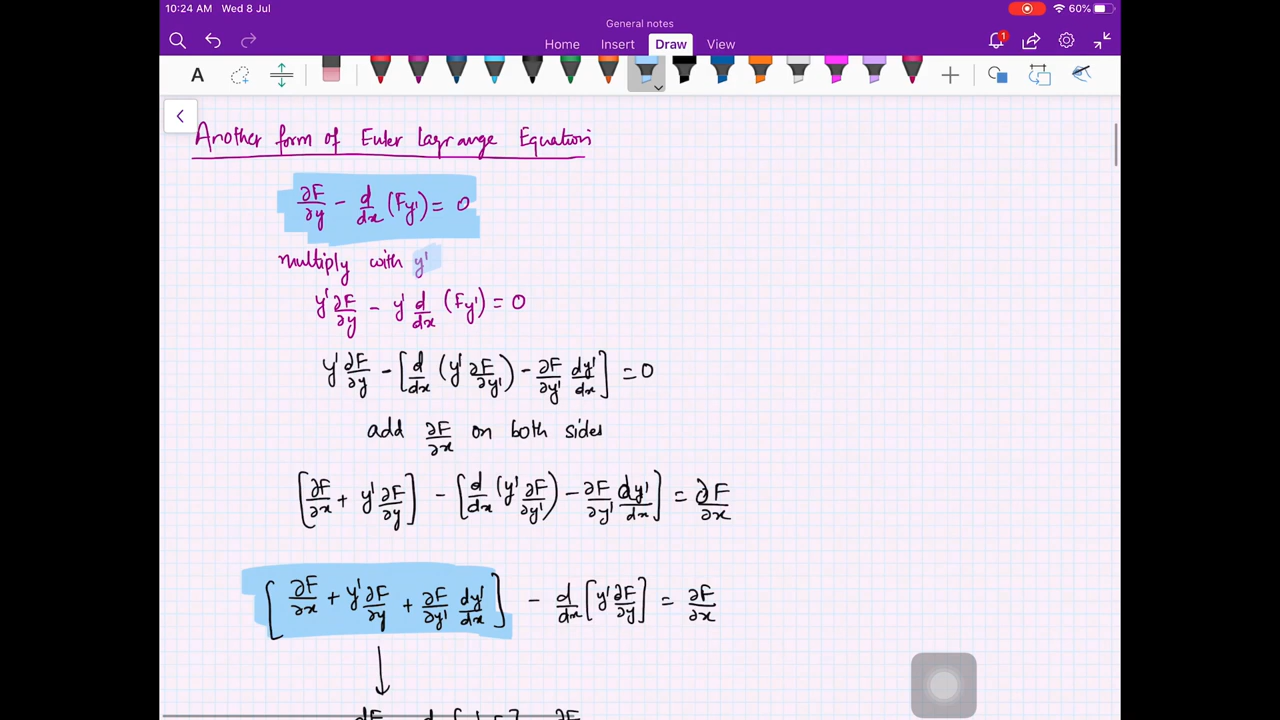 10:24 AM Wed 8 Jul
60%
General notes
Home Insert Draw View
1
A
Another form of Euler Lagrange Equation
∂F/∂y - d/dx (Fy') = 0
multiply with y'
y' ∂F/∂y - y' d/dx (Fy') = 0
y' ∂F/∂y - [d/dx (y' ∂F/∂y') - ∂F/∂y' dy'/dx] = 0
add ∂F/∂x on both sides
[∂F/∂x + y' ∂F/∂y] - [d/dx (y' ∂F/∂y') - ∂F/∂y' dy'/dx] = ∂F/∂x
[∂F/∂x + y' ∂F/∂y + ∂F/∂y' dy'/dx] - d/dx [y' ∂F/∂y] = ∂F/∂x